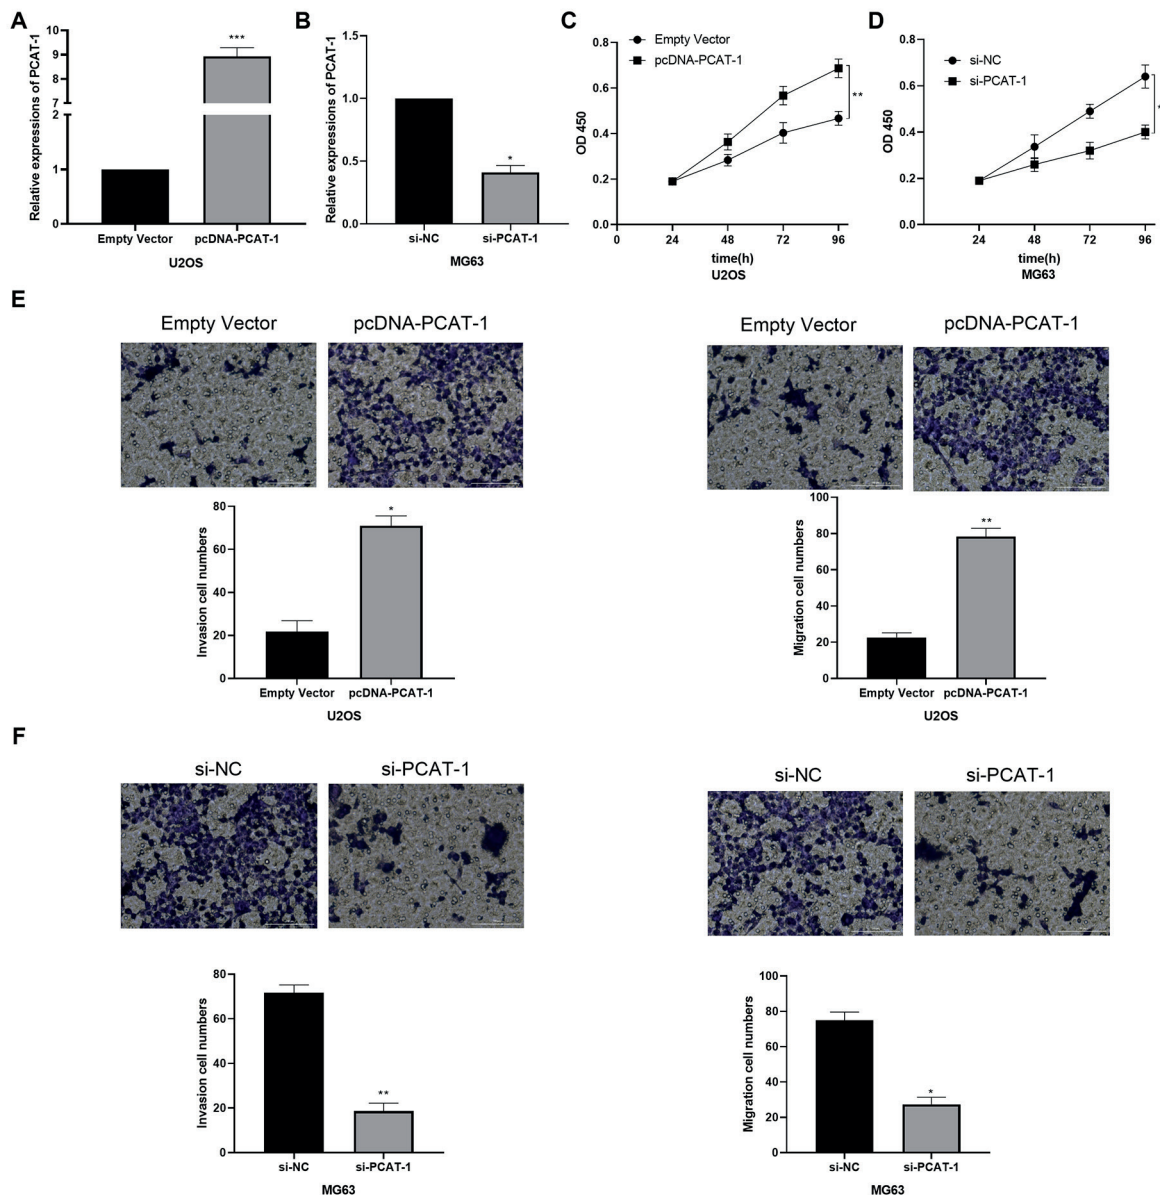 A
Relative expressions of PCAT-1
10
9
8
7
2
1
0
***
Empty Vector
pcDNA-PCAT-1
U2OS
B
Relative expressions of PCAT-1
1.5
1.0
0.5
0.0
*
si-NC
si-PCAT-1
MG63
C
Empty Vector
pcDNA-PCAT-1
OD 450
0.8
0.6
0.4
0.2
0.0
**
0 24 48 72 96
time(h)
U2OS
D
si-NC
si-PCAT-1
OD 450
0.8
0.6
0.4
0.2
0.0
*
24 48 72 96
time(h)
MG63
E
Empty Vector
pcDNA-PCAT-1
Invasion cell numbers
80
60
40
20
0
*
Empty Vector
pcDNA-PCAT-1
U2OS
Empty Vector
pcDNA-PCAT-1
Migration cell numbers
100
80
60
40
20
0
**
Empty Vector
pcDNA-PCAT-1
U2OS
F
si-NC
si-PCAT-1
Invasion cell numbers
80
60
40
20
0
**
si-NC
si-PCAT-1
MG63
si-NC
si-PCAT-1
Migration cell numbers
100
80
60
40
20
0
*
si-NC
si-PCAT-1
MG63